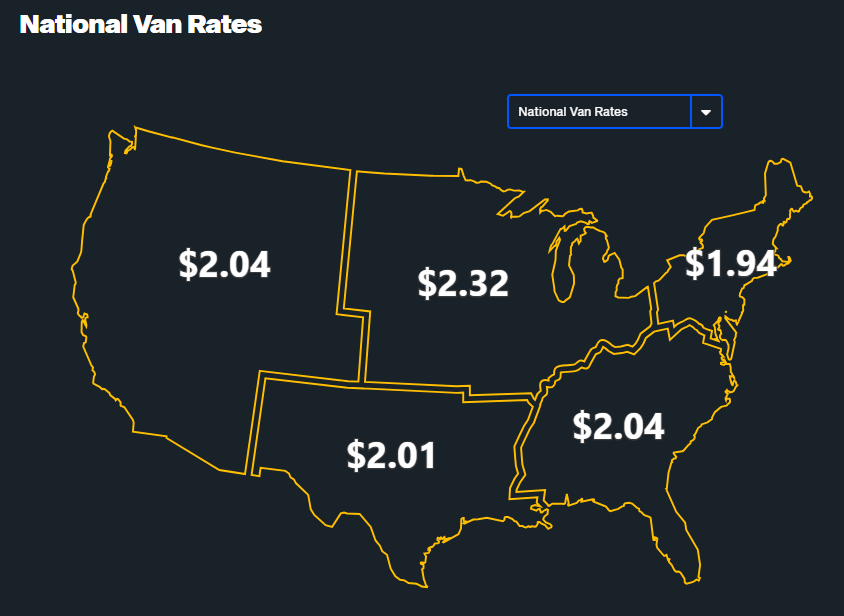 National Van Rates
National Van Rates
$2.04
$2.32
$1.94
$2.01
$2.04